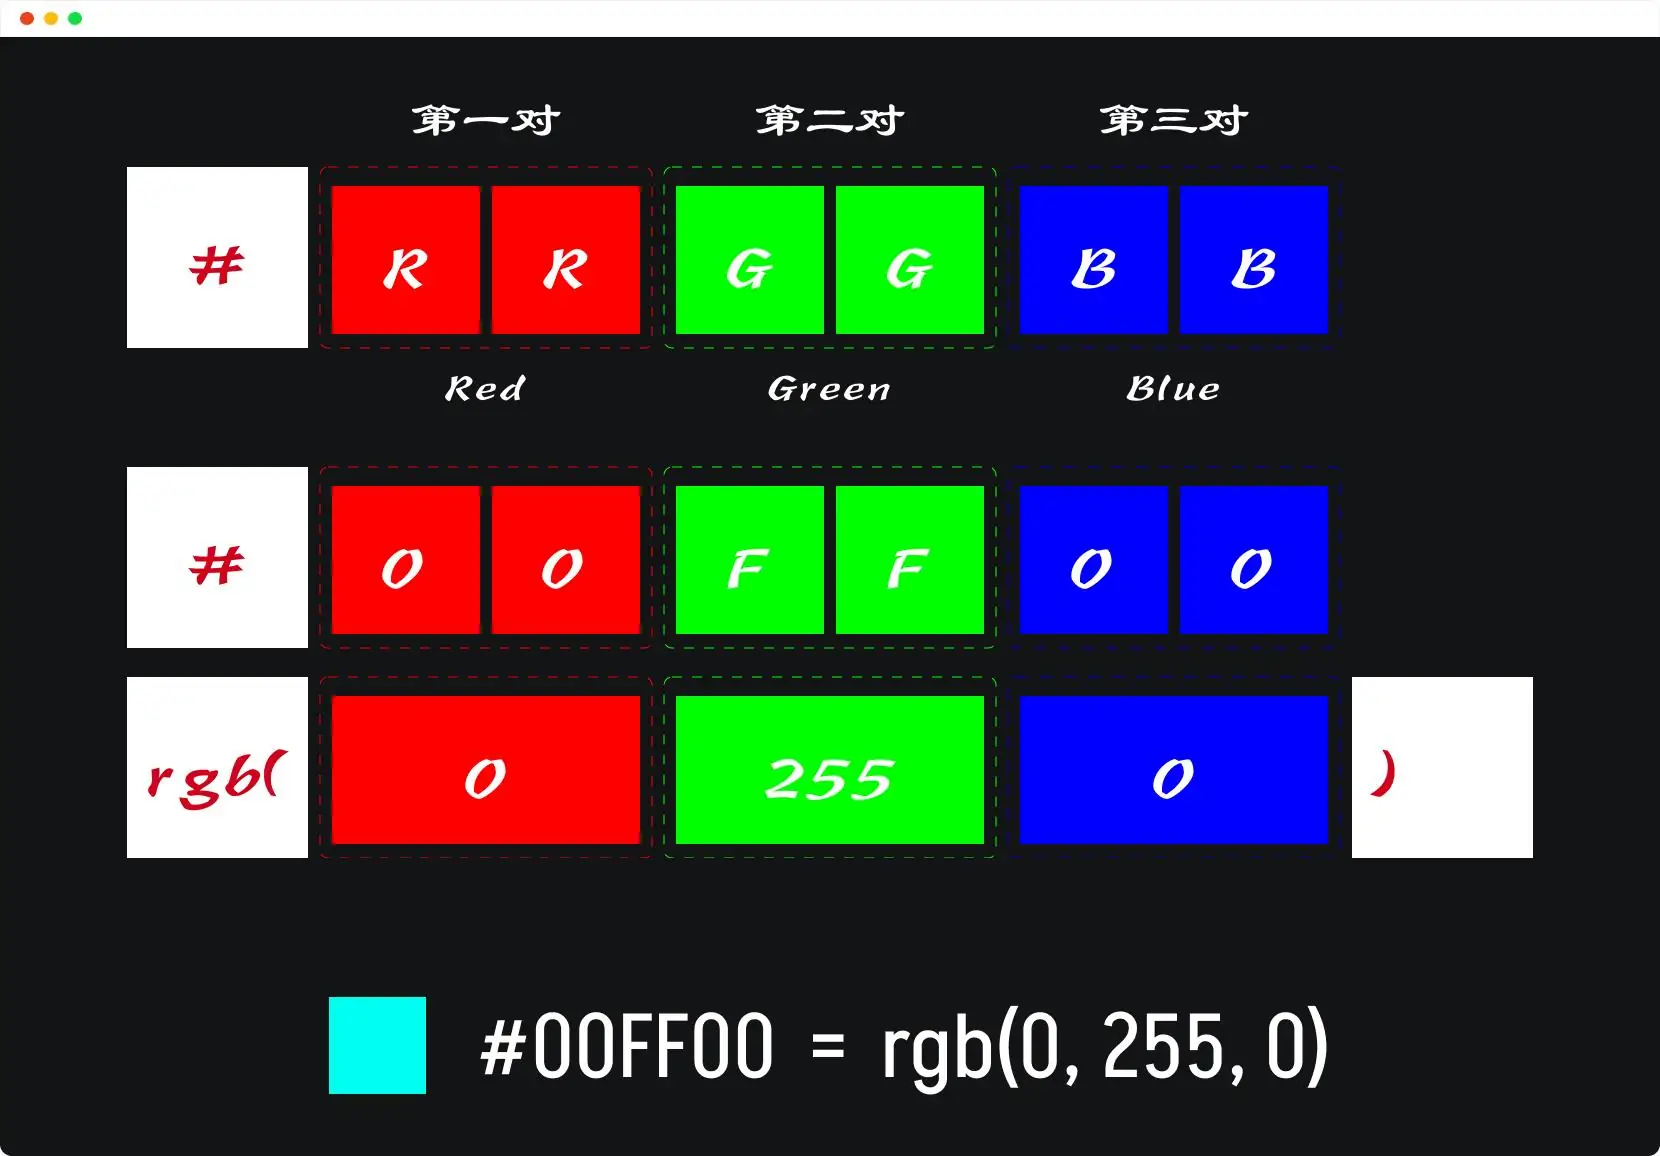 第一对 第二对 第三对
# R R G G B B
Red Green Blue
# 0 0 F F 0 0
rgb( 0 255 0 )
#00FF00 = rgb(0, 255, 0)